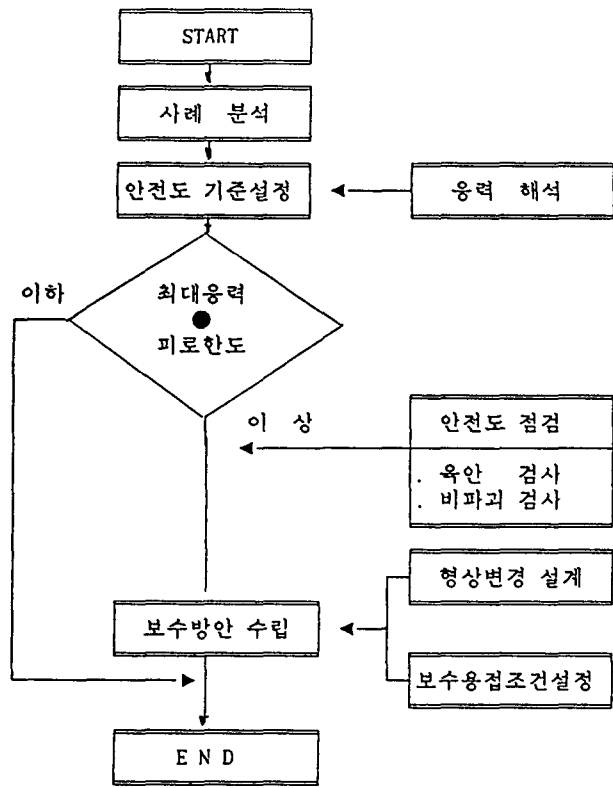 START
사례 분석
안전도 기준설정
응력 해석
이하
최대응력
피로한도
이 상
안전도 점검
. 육안 검사
. 비파괴 검사
형상변경 설계
보수방안 수립
보수용접조건설정
E N D